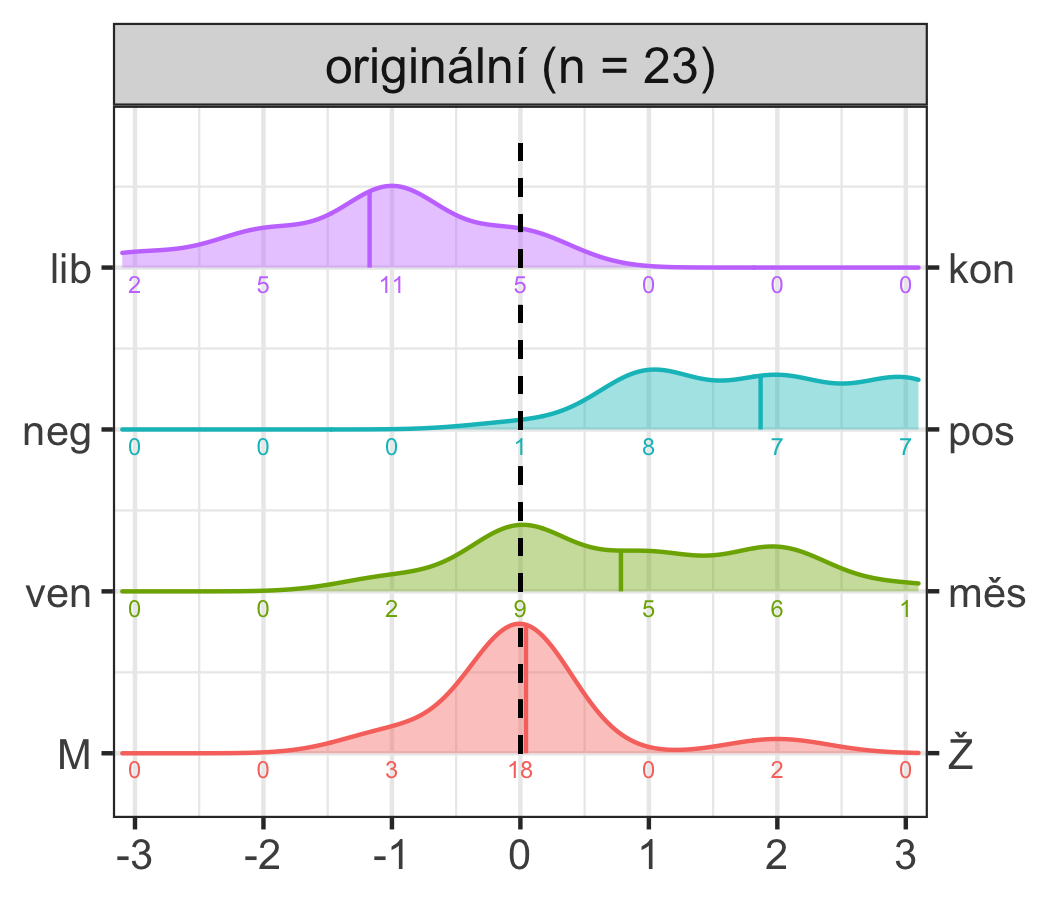 originální (n = 23)
lib kon
2 5 11 5 0 0 0
neg pos
0 0 0 1 8 7 7
ven měs
0 0 2 9 5 6 1
M Ž
0 0 3 18 0 2 0
-3 -2 -1 0 1 2 3